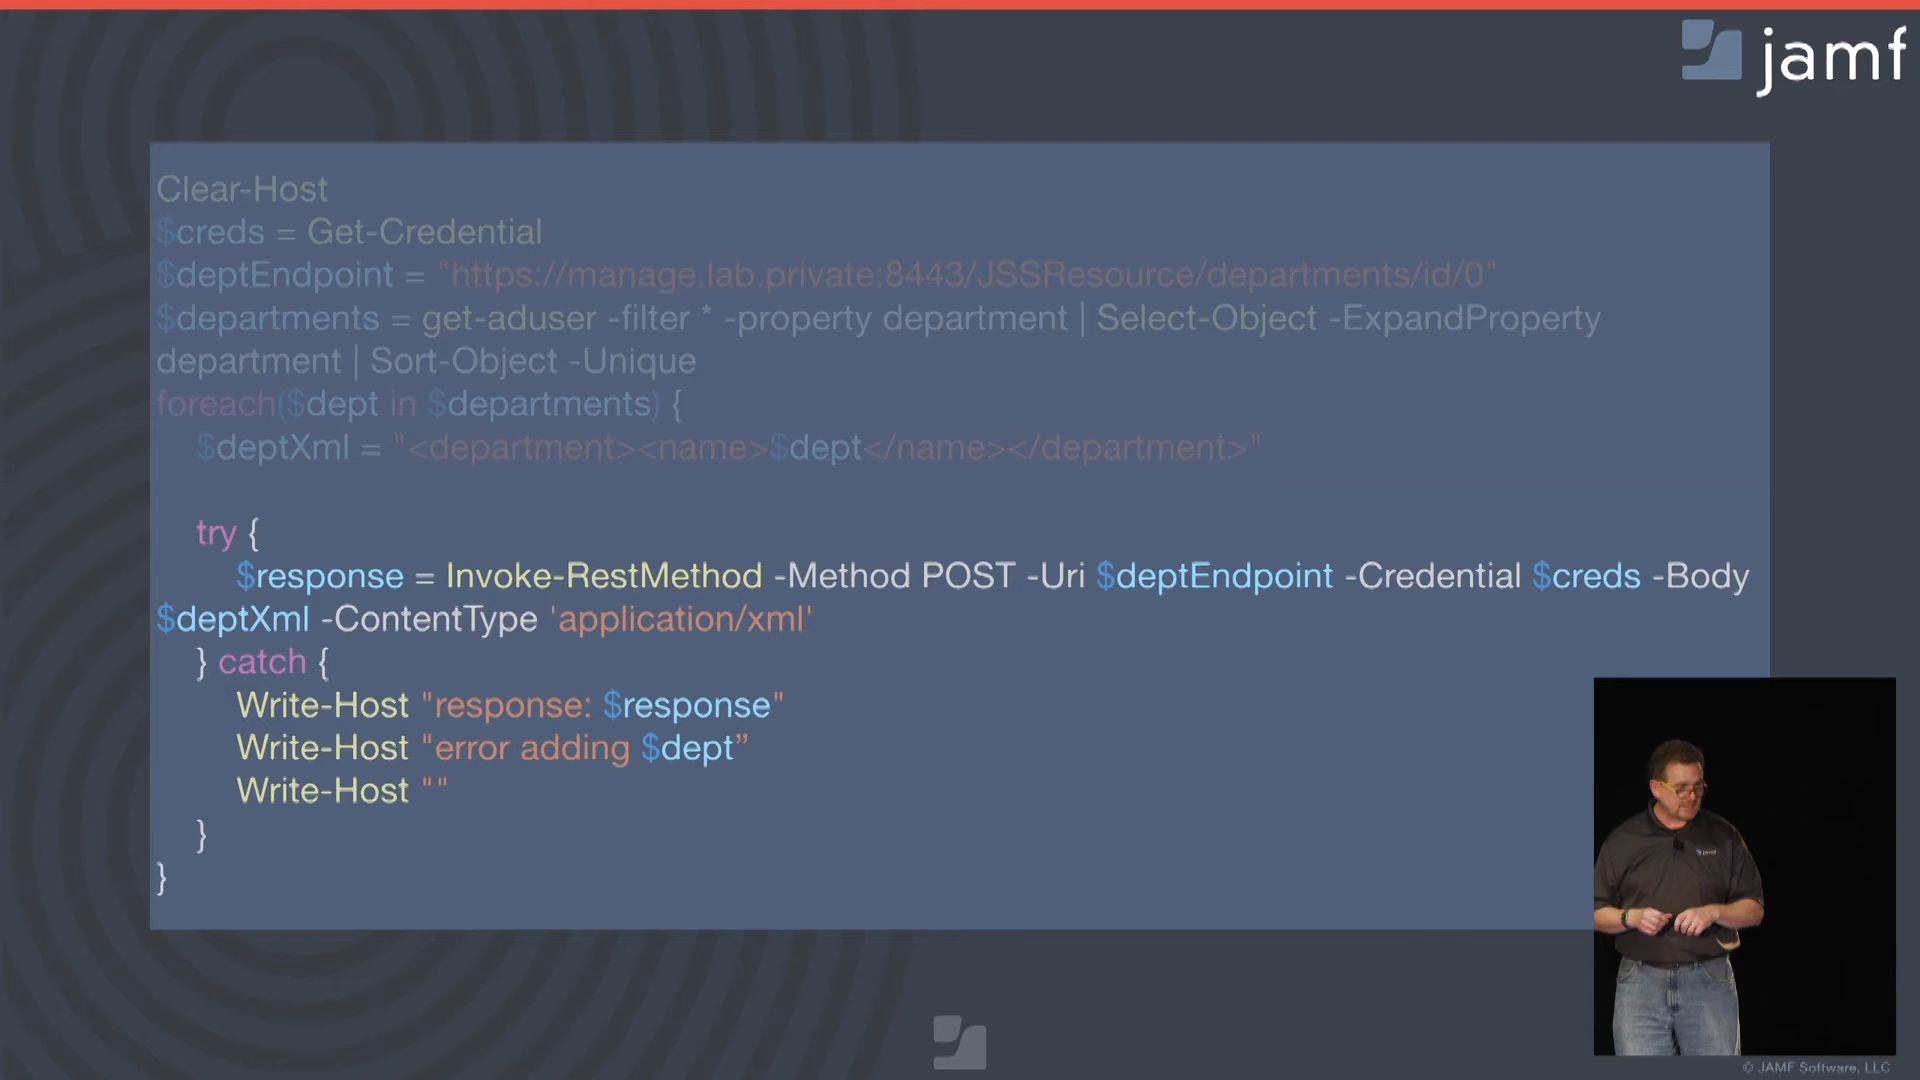 jamf
Clear-Host
$creds = Get-Credential
$deptEndpoint = "https://manage.lab.private:8443/JSSResource/departments/id/0"
$departments = get-aduser -filter * -property department | Select-Object -ExpandProperty
department | Sort-Object -Unique
foreach($dept in $departments) {
$deptXml = "<department><name>$dept</name></department>"
try {
$response = Invoke-RestMethod -Method POST -Uri $deptEndpoint -Credential $creds -Body
$deptXml -ContentType 'application/xml'
} catch {
Write-Host "response: $response"
Write-Host "error adding $dept”
Write-Host ""
}
}
jamf
© JAMF Software, LLC